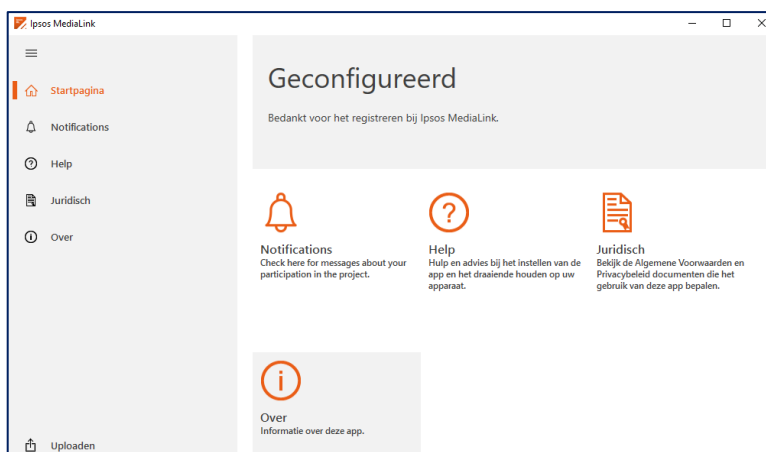 Ipsos MediaLink
Startpagina
Notifications
Help
Juridisch
Over
Uploaden
Geconfigureerd
Bedankt voor het registreren bij Ipsos MediaLink.
Notifications
Check here for messages about your
participation in the project.
Help
Hulp en advies bij het instellen van de
app en het draaiende houden op uw
apparaat.
Juridisch
Bekijk de Algemene Voorwaarden en
Privacybeleid documenten die het
gebruik van deze app bepalen.
Over
Informatie over deze app.